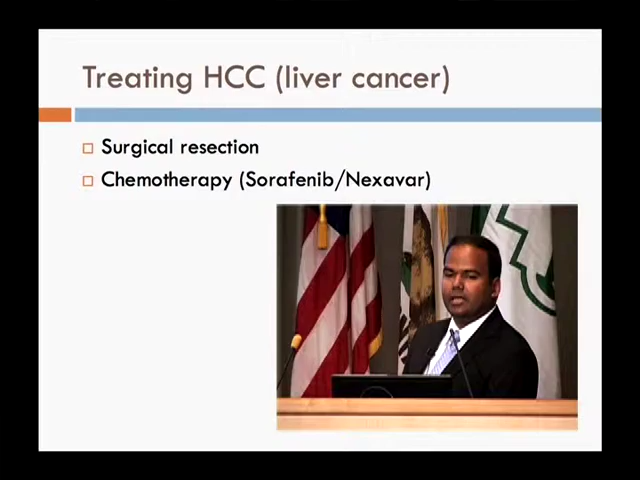 Treating HCC (liver cancer)
Surgical resection
Chemotherapy (Sorafenib/Nexavar)